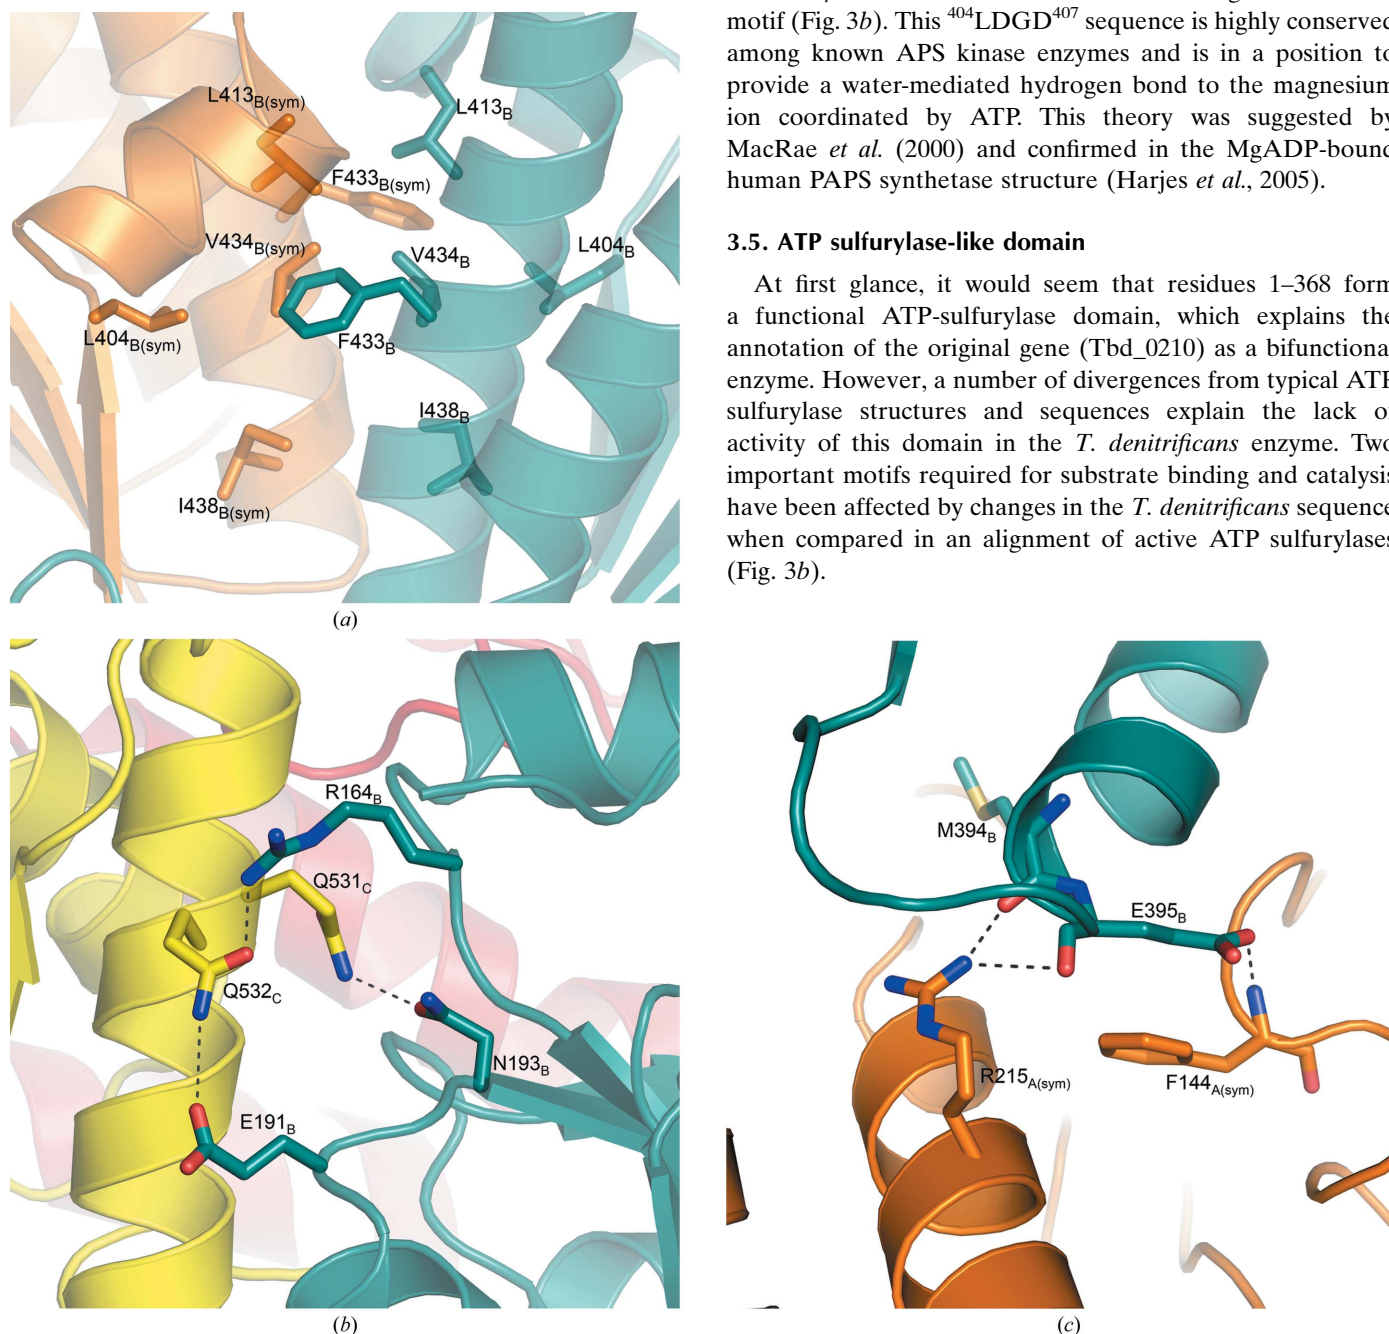 motif (Fig. 3b). This 404LDGD407 sequence is highly conserved
among known APS kinase enzymes and is in a position to
provide a water-mediated hydrogen bond to the magnesium
ion coordinated by ATP. This theory was suggested by
MacRae et al. (2000) and confirmed in the MgADP-bound
human PAPS synthetase structure (Harjes et al., 2005).
3.5. ATP sulfurylase-like domain
At first glance, it would seem that residues 1–368 form
a functional ATP-sulfurylase domain, which explains the
annotation of the original gene (Tbd_0210) as a bifunctional
enzyme. However, a number of divergences from typical ATP
sulfurylase structures and sequences explain the lack of
activity of this domain in the T. denitrificans enzyme. Two
important motifs required for substrate binding and catalysis
have been affected by changes in the T. denitrificans sequence
when compared in an alignment of active ATP sulfurylases
(Fig. 3b).
L413B(sym)
L413B
F433B(sym)
V434B(sym)
V434B
L404B
L404B(sym)
F433B
I438B
I438B(sym)
(a)
R164B
Q531C
Q532C
N193B
E191B
(b)
M394B
E395B
R215A(sym)
F144A(sym)
(c)